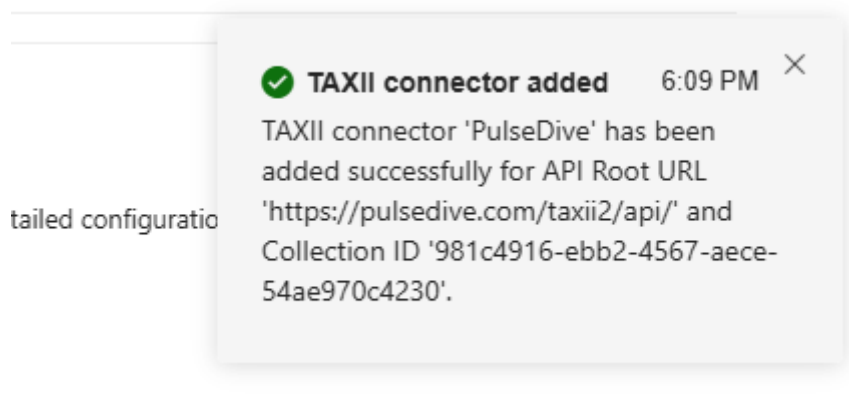 TAXII connector added 6:09 PM
TAXII connector 'PulseDive' has been
added successfully for API Root URL
tailed configuratio
'https://pulsedive.com/taxii2/api/' and
Collection ID '981c4916-ebb2-4567-aece-
54ae970c4230'.